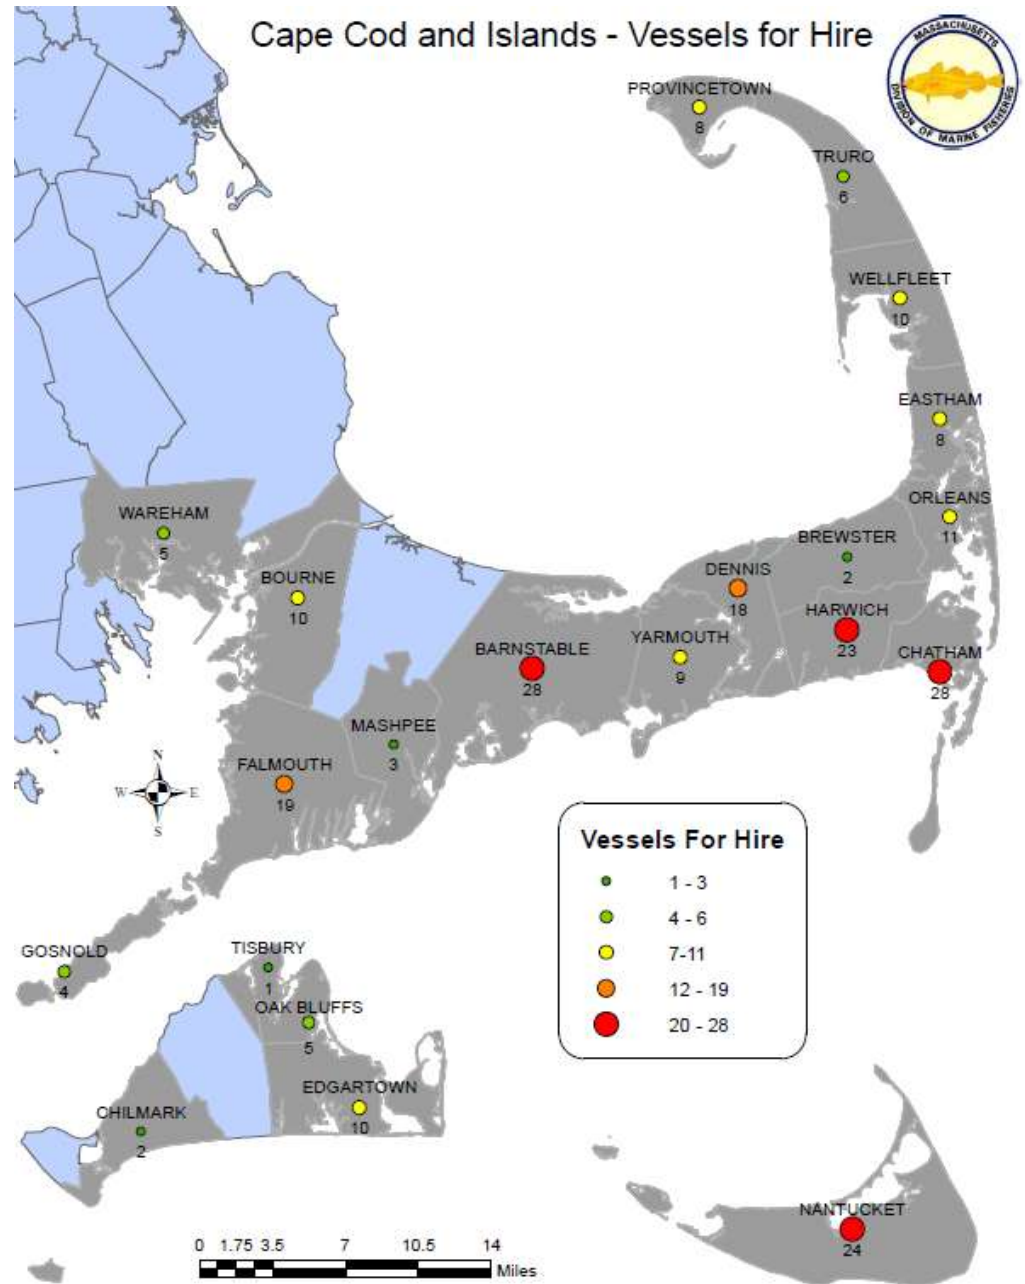 Cape Cod and Islands - Vessels for Hire
MASSACHUSETTS
DIVISION OF MARINE FISHERIES
PROVINCETOWN
8
TRURO
6
WELLFLEET
10
EASTHAM
8
ORLEANS
11
WAREHAM
5
BREWSTER
2
BOURNE
10
DENNIS
18
HARWICH
23
YARMOUTH
9
BARNSTABLE
28
CHATHAM
28
MASHPEE
3
FALMOUTH
19
N
W E
S
Vessels For Hire
1 - 3
4 - 6
7-11
12 - 19
20 - 28
GOSNOLD
4
TISBURY
1
OAK BLUFFS
5
EDGARTOWN
10
CHILMARK
2
NANTUCKET
24
0 1.75 3.5 7 10.5 14
Miles